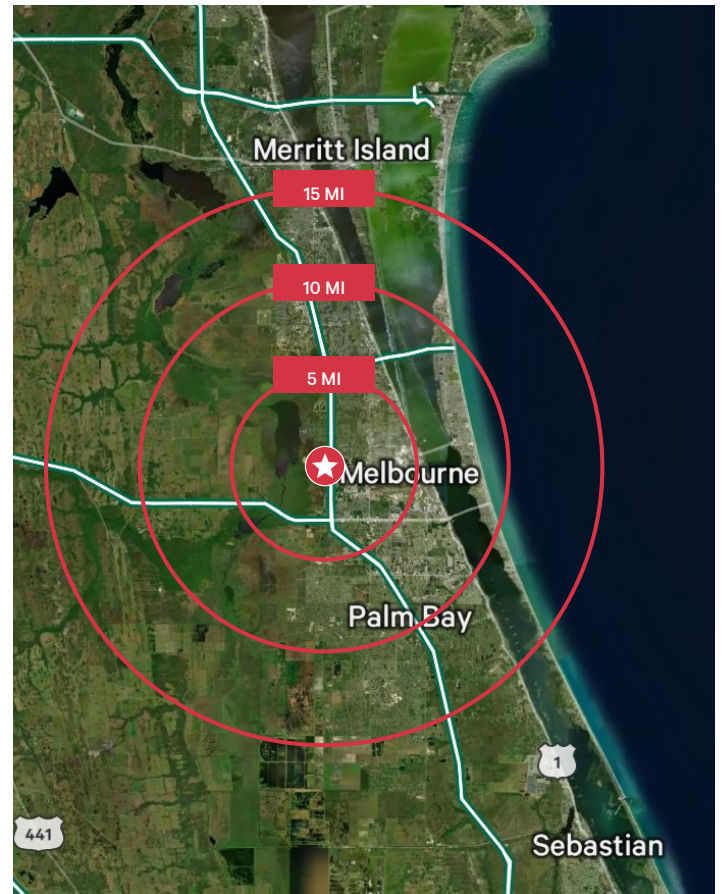 Merritt Island
15 MI
10 MI
5 MI
Melbourne
Palm Bay
1
441
Sebastian